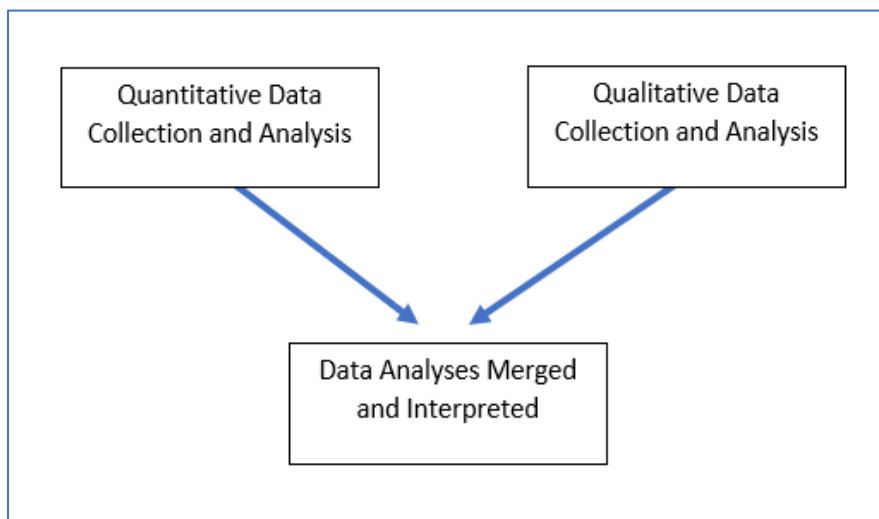 Quantitative Data
Collection and Analysis
Qualitative Data
Collection and Analysis
Data Analyses Merged
and Interpreted